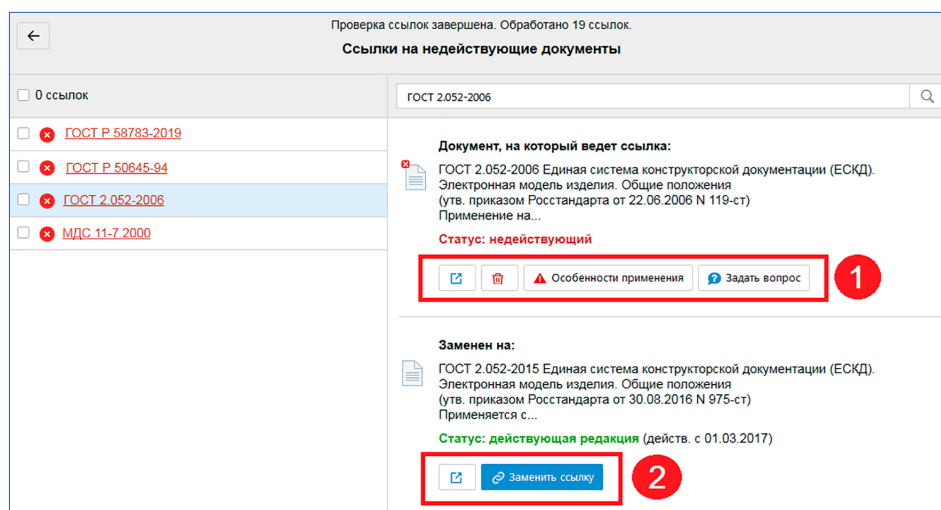 Проверка ссылок завершена. Обработано 19 ссылок.
Ссылки на недействующие документы
0 ссылок
ГОСТ Р 58783-2019
ГОСТ Р 50645-94
ГОСТ 2.052-2006
МДС 11-7.2000
ГОСТ 2.052-2006
Документ, на который ведет ссылка:
ГОСТ 2.052-2006 Единая система конструкторской документации (ЕСКД).
Электронная модель изделия. Общие положения
(утв. приказом Росстандарта от 22.06.2006 N 119-ст)
Применение на...
Статус: недействующий
Особенности применения
Задать вопрос
1
Заменен на:
ГОСТ 2.052-2015 Единая система конструкторской документации (ЕСКД).
Электронная модель изделия. Общие положения
(утв. приказом Росстандарта от 30.08.2016 N 975-ст)
Применяется с...
Статус: действующая редакция (действ. с 01.03.2017)
Заменить ссылку
2